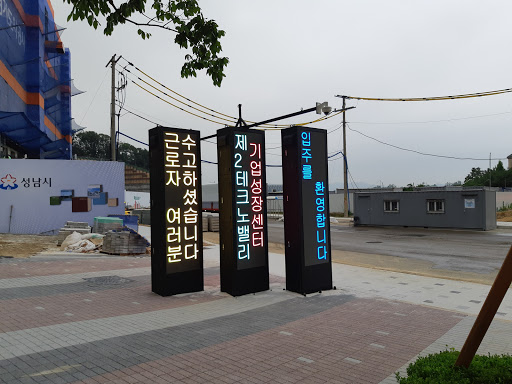 성남시
근로자 여러분
수고하셨습니다
제2테크노밸리
기업성장센터
입주를 환영합니다